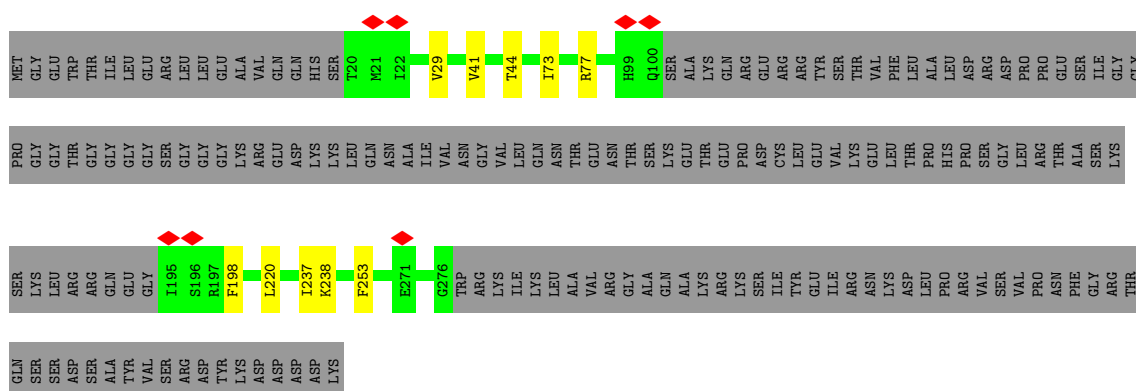 MET GLY GLU TRP THR ILE LEU GLU ARG LEU LEU GLU ALA VAL GLN GLN HIS SER T20 M21 I22 V29 V41 T44 I73 R77 H99 Q100 SER ALA LYS GLN ARG GLU ARG ARG TYR SER THR VAL PHE LEU ALA LEU ASP ARG ASP PRO PRO GLU SER ILE GLY GLY
PRO GLY GLY THR GLY GLY GLY GLY SER GLY GLY GLY LYS ARG GLU ASP LYS LYS LEU GLN ASN ALA ILE VAL ASN GLY VAL LEU GLN ASN THR GLU ASN THR SER LYS GLU THR GLU PRO ASP CYS LEU GLU VAL LYS GLU LEU THR PRO HIS PRO SER GLY LEU ARG THR ALA SER LYS
SER LYS LEU ARG ARG GLN GLU GLY I195 S196 R197 F198 L220 I237 K238 F253 E271 G276 TRP ARG LYS ILE LYS LEU ALA VAL ARG GLY ALA GLN ALA LYS ARG LYS SER ILE TYR GLU ILE ARG ASN LYS ASP LEU PRO ARG VAL SER VAL PRO ASN PHE GLY ARG THR
GLN SER SER ASP SER ALA TYR VAL SER ARG ASP TYR LYS ASP ASP ASP ASP LYS